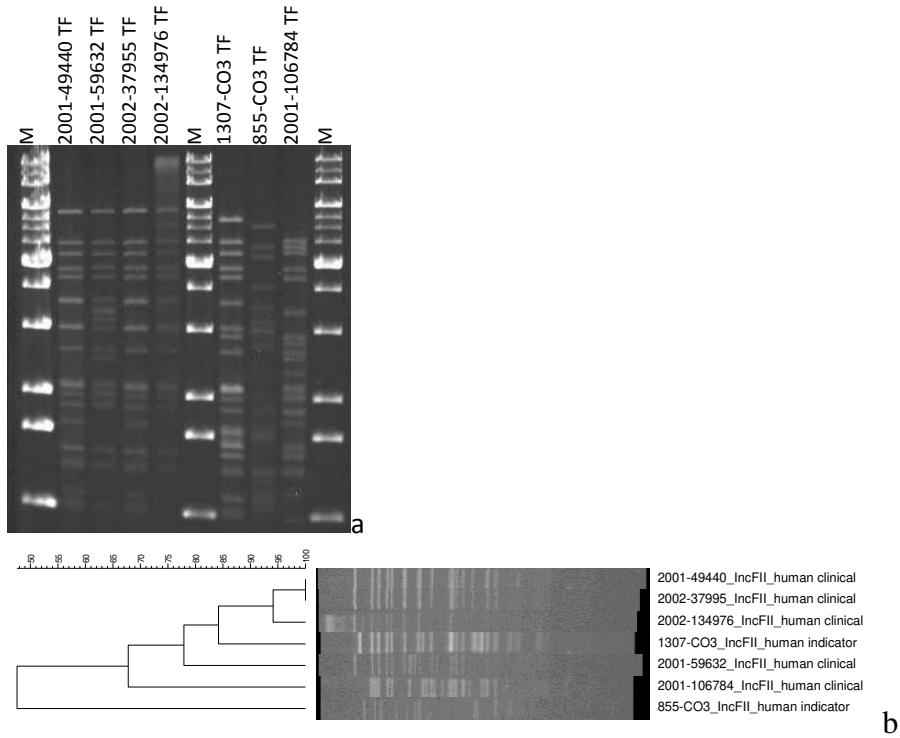 M
2001-49440 TF
2001-59632 TF
2002-37955 TF
2002-134976 TF
M
1307-CO3 TF
855-CO3 TF
2001-106784 TF
M
a
50 55 60 65 70 75 80 85 90 95 100
2001-49440_IncFII_human clinical
2002-37995_IncFII_human clinical
2002-134976_IncFII_human clinical
1307-CO3_IncFII_human indicator
2001-59632_IncFII_human clinical
2001-106784_IncFII_human clinical
855-CO3_IncFII_human indicator
b